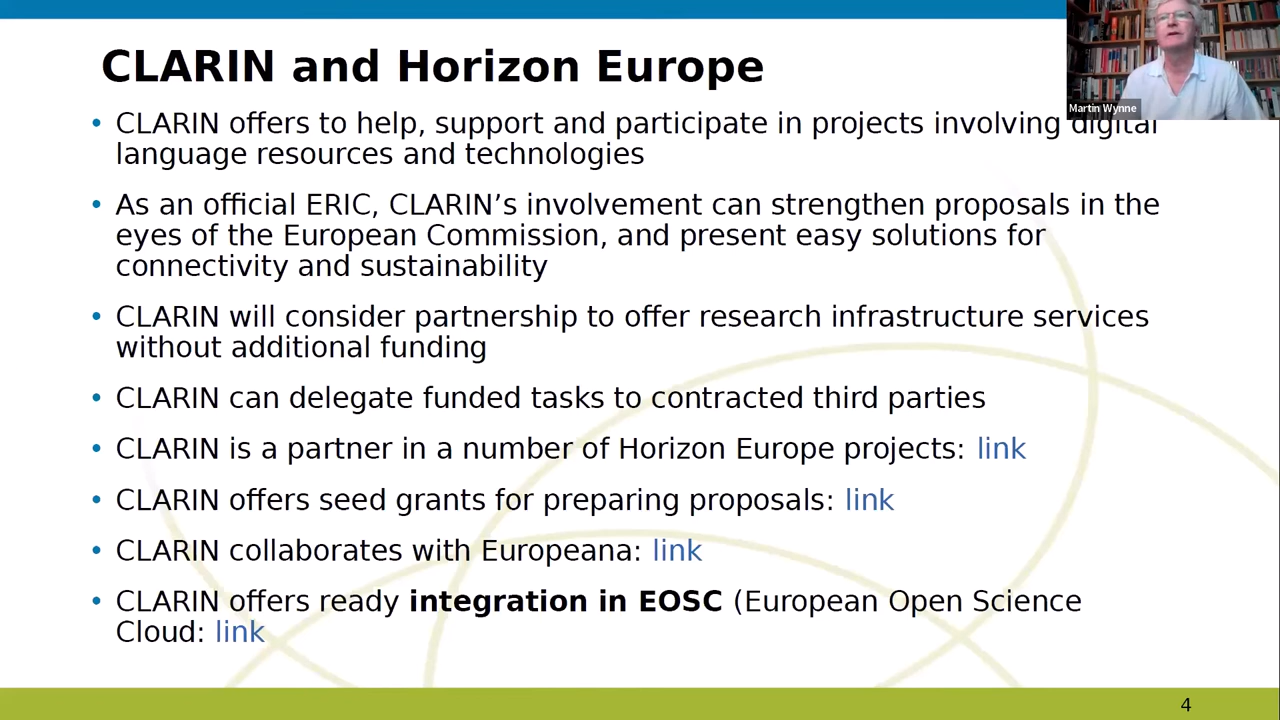 CLARIN and Horizon Europe
Martin Wynne
• CLARIN offers to help, support and participate in projects involving digital
language resources and technologies
• As an official ERIC, CLARIN’s involvement can strengthen proposals in the
eyes of the European Commission, and present easy solutions for
connectivity and sustainability
• CLARIN will consider partnership to offer research infrastructure services
without additional funding
• CLARIN can delegate funded tasks to contracted third parties
• CLARIN is a partner in a number of Horizon Europe projects: link
• CLARIN offers seed grants for preparing proposals: link
• CLARIN collaborates with Europeana: link
• CLARIN offers ready integration in EOSC (European Open Science
Cloud: link
4